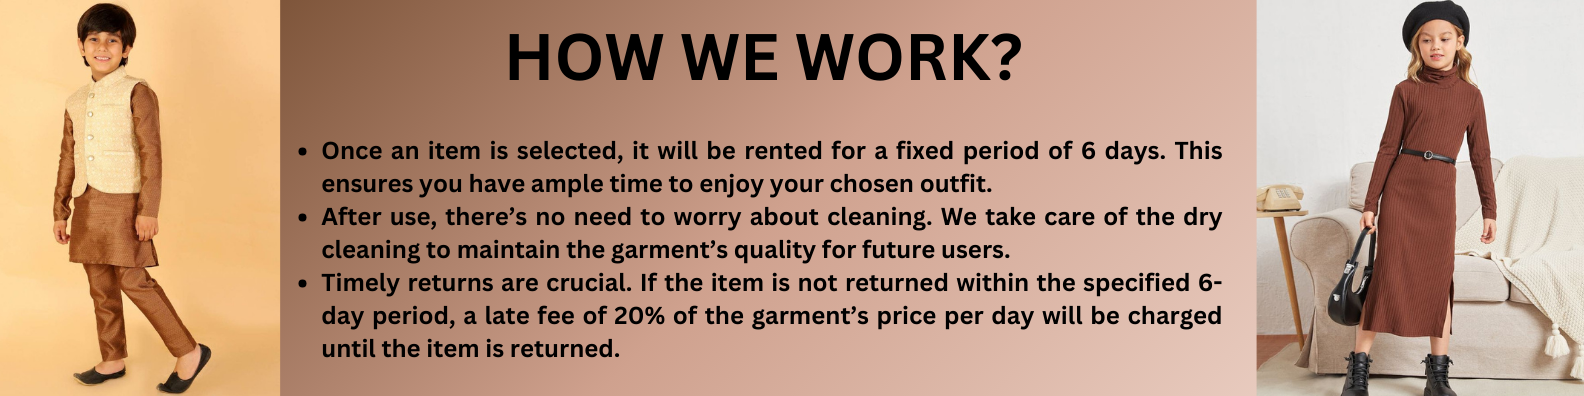 HOW WE WORK?
• Once an item is selected, it will be rented for a fixed period of 6 days. This
ensures you have ample time to enjoy your chosen outfit.
• After use, there’s no need to worry about cleaning. We take care of the dry
cleaning to maintain the garment’s quality for future users.
• Timely returns are crucial. If the item is not returned within the specified 6-
day period, a late fee of 20% of the garment’s price per day will be charged
until the item is returned.